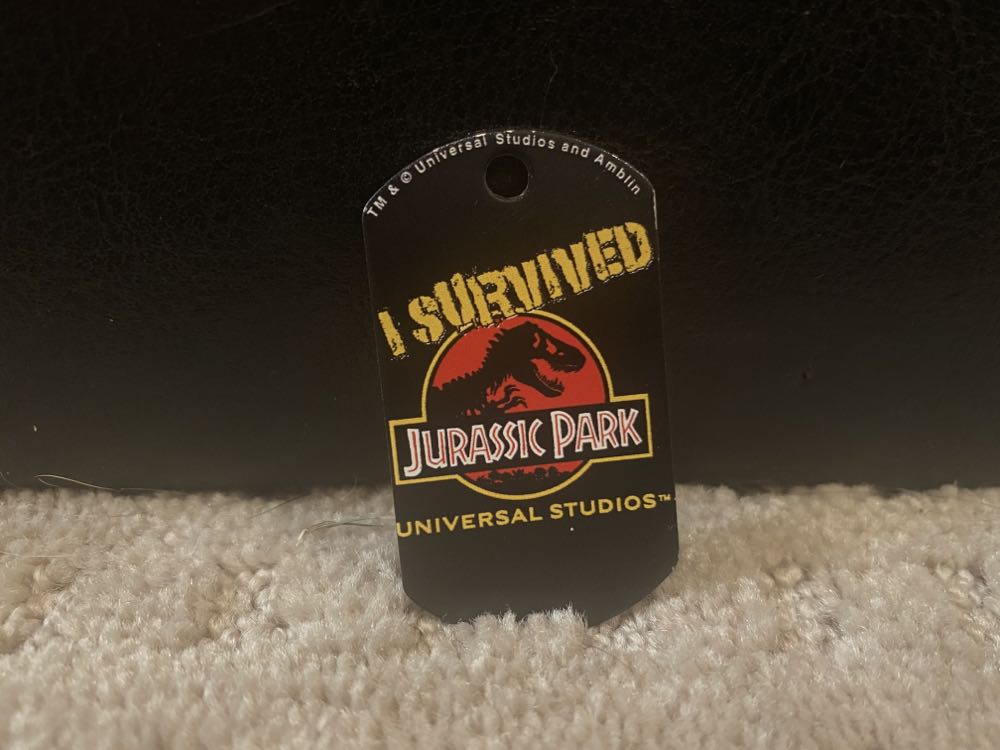 TM & © Universal Studios and Amblin
I SURVIVED
JURASSIC PARK
UNIVERSAL STUDIOS™